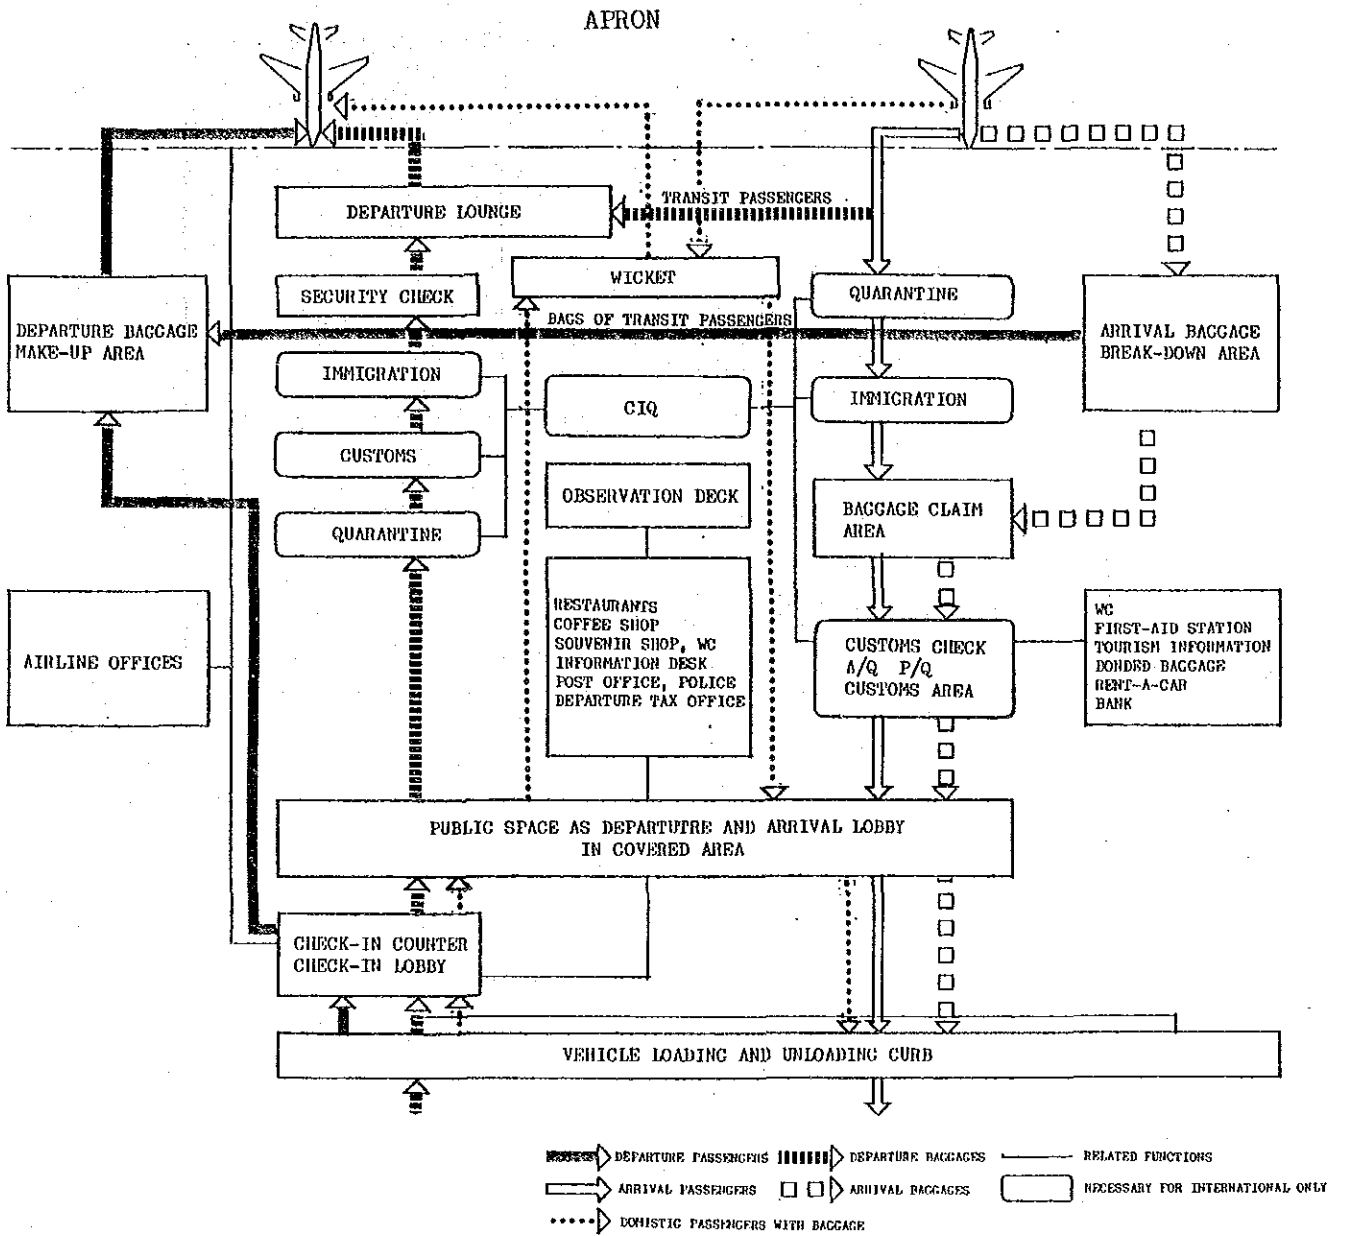 APRON
TRANSIT PASSENGERS
DEPARTURE LOUNGE
WICKET
SECURITY CHECK
QUARANTINE
BAGS OF TRANSIT PASSENGERS
DEPARTURE BAGGAGE
MAKE-UP AREA
ARRIVAL BAGGAGE
BREAK-DOWN AREA
IMMIGRATION
CIQ
IMMIGRATION
CUSTOMS
OBSERVATION DECK
BAGGAGE CLAIM
AREA
QUARANTINE
RESTAURANTS
COFFEE SHOP
SOUVENIR SHOP, WC
INFORMATION DESK
POST OFFICE, POLICE
DEPARTURE TAX OFFICE
AIRLINE OFFICES
CUSTOMS CHECK
A/Q P/Q
CUSTOMS AREA
WC
FIRST-AID STATION
TOURISM INFORMATION
BONDED BAGGAGE
RENT-A-CAR
BANK
PUBLIC SPACE AS DEPARTUTRE AND ARRIVAL LOBBY
IN COVERED AREA
CHECK-IN COUNTER
CHECK-IN LOBBY
VEHICLE LOADING AND UNLOADING CURB
DEPARTURE PASSENGERS
DEPARTURE BAGGAGES
RELATED FUNCTIONS
ARRIVAL PASSENGERS
ARRIVAL BAGGAGES
NECESSARY FOR INTERNATIONAL ONLY
DOMISTIC PASSENGERS WITH BAGGAGE